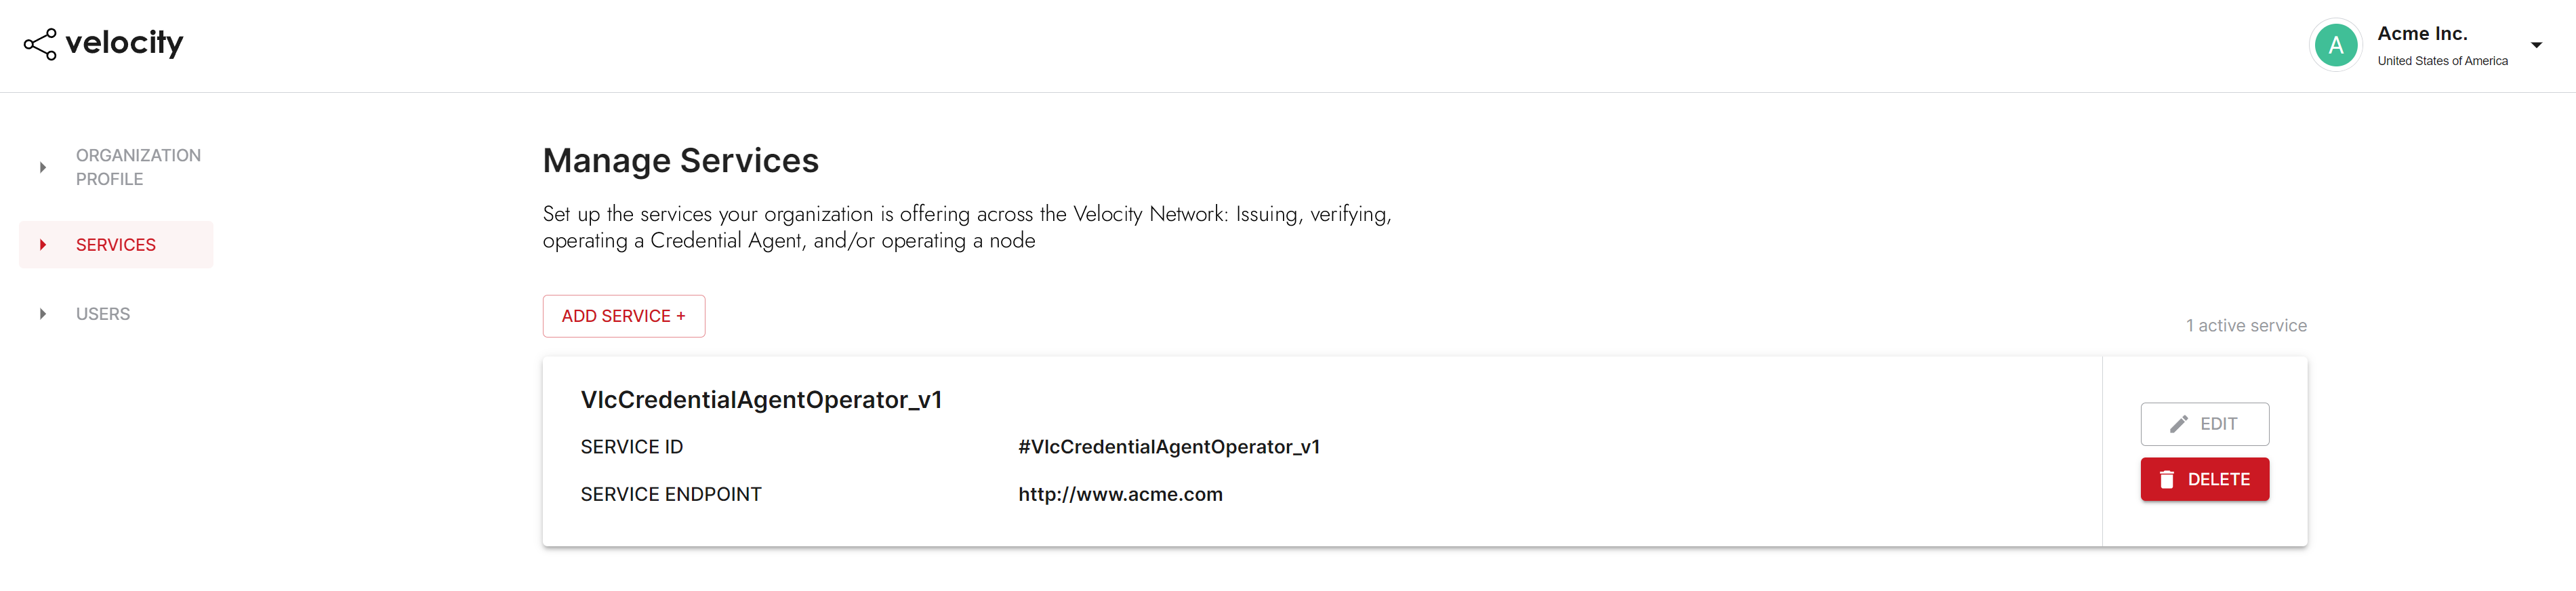 velocity
Acme Inc.
United States of America
ORGANIZATION
PROFILE
SERVICES
USERS
Manage Services
Set up the services your organization is offering across the Velocity Network: Issuing, verifying,
operating a Credential Agent, and/or operating a node
ADD SERVICE +
1 active service
VlcCredentialAgentOperator_v1
SERVICE ID
#VlcCredentialAgentOperator_v1
SERVICE ENDPOINT
http://www.acme.com
EDIT
DELETE
A